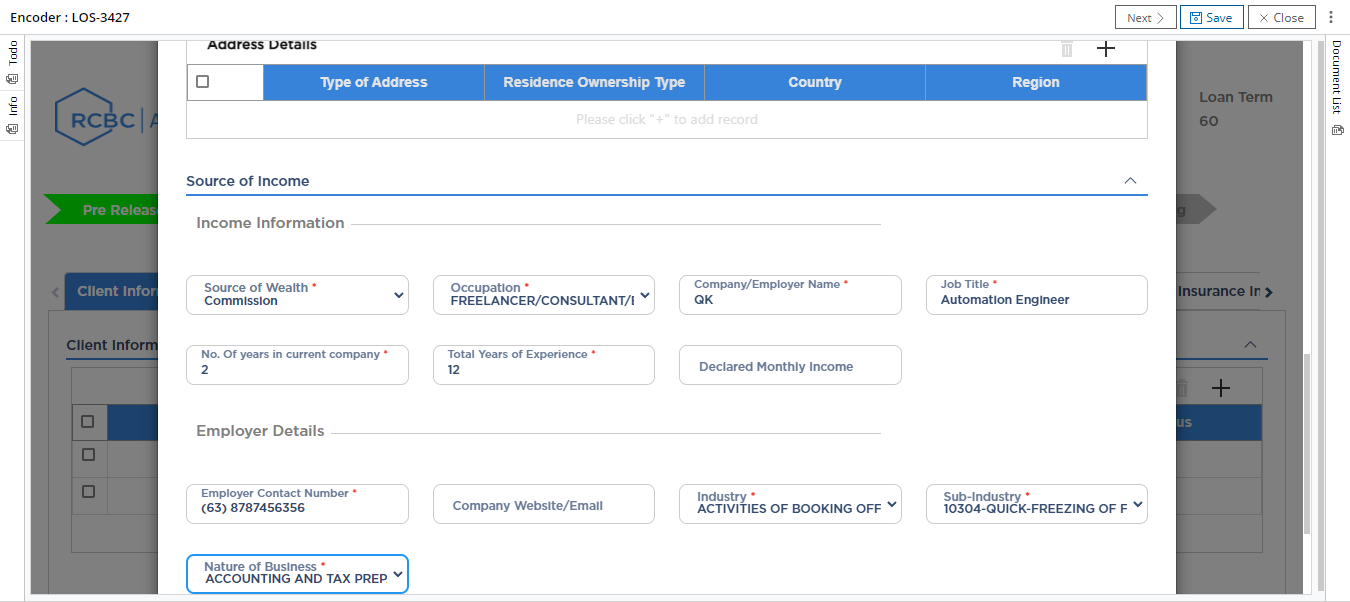 Encoder : LOS-3427
Next
Save
Close
Todo
Info
Document List
Address Details
Type of Address Residence Ownership Type Country Region
Please click "+" to add record
RCBC
Loan Term
60
Source of Income
Pre Releas
g
Income Information
Client Infor
Insurance In
Source of Wealth *
Commission
Occupation *
FREELANCER/CONSULTANT/
Company/Employer Name *
QK
Job Title *
Automation Engineer
Client Inform
No. Of years in current company *
2
Total Years of Experience *
12
Declared Monthly Income
us
Employer Details
Employer Contact Number *
(63) 8787456356
Company Website/Email
Industry *
ACTIVITIES OF BOOKING OFF
Sub-Industry *
10304-QUICK-FREEZING OF F
Nature of Business *
ACCOUNTING AND TAX PREP